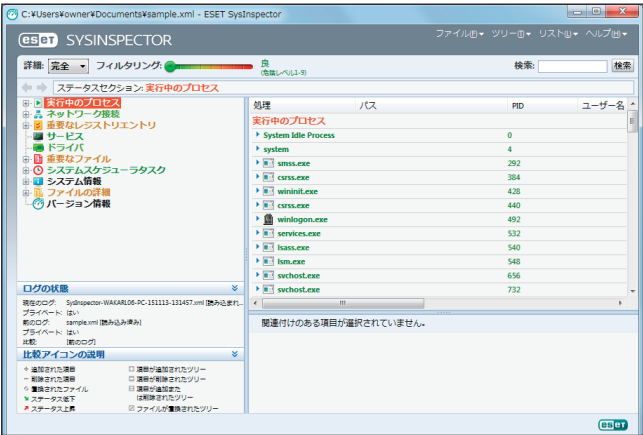 C:¥Users¥owner¥Documents¥sample.xml - ESET SysInspector
eset SYSINSPECTOR
ファイル(F)▾ ツリー(T)▾ リスト(L)▾ ヘルプ(H)▾
詳細: 完全 フィルタリング: 良
(危険レベル1-9)
検索: 検索
ステータスセクション: 実行中のプロセス
実行中のプロセス
ネットワーク接続
重要なレジストリエントリ
サービス
ドライバ
重要なファイル
システムスケジューラタスク
システム情報
ファイルの詳細
バージョン情報
処理 パス PID ユーザー名
実行中のプロセス
System Idle Process 0
system 4
smss.exe 292
csrss.exe 384
wininit.exe 428
csrss.exe 440
winlogon.exe 492
services.exe 532
lsass.exe 540
lsm.exe 548
svchost.exe 656
svchost.exe 732
ログの状態
現在のログ: SysInspector-WAKARL06-PC-151113-131457.xml [読み込まれ...
プライベート: はい
前のログ: sample.xml [読み込み済み]
プライベート: はい
比較: [前のログ]
比較アイコンの説明
+ 追加された項目
- 削除された項目
置換されたファイル
ステータス低下
ステータス上昇
項目が追加されたツリー
項目が削除されたツリー
項目が追加また
は削除されたツリー
ファイルが置換されたツリー
関連付けのある項目が選択されていません。
eset